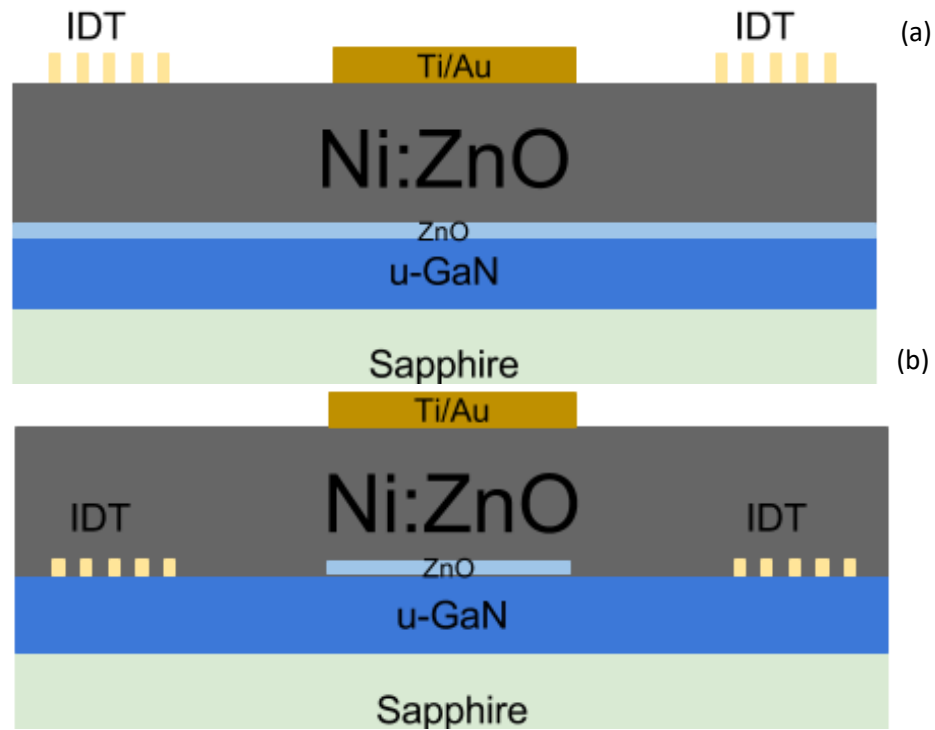 IDT
IDT
(a)
Ti/Au
Ni:ZnO
ZnO
u-GaN
Sapphire
(b)
Ti/Au
Ni:ZnO
IDT
IDT
ZnO
u-GaN
Sapphire